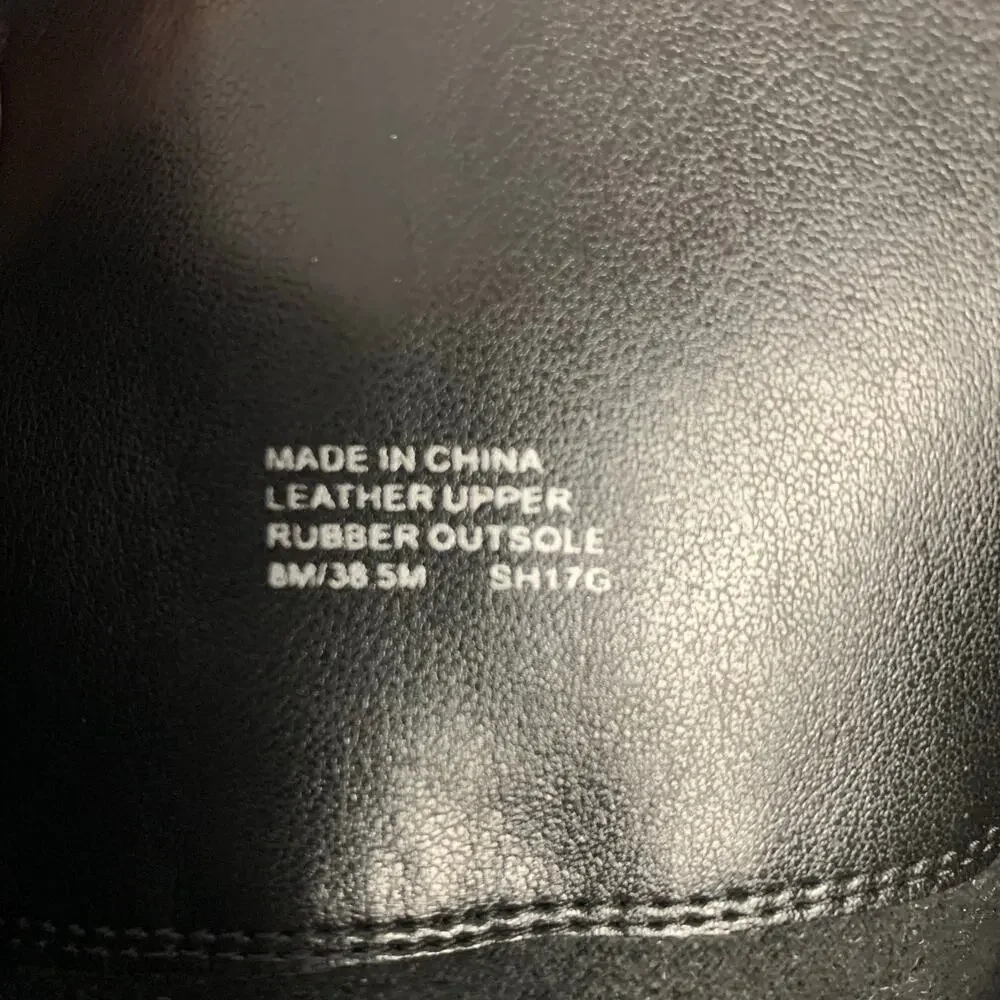 MADE IN CHINA
LEATHER UPPER
RUBBER OUTSOLE
8M/38.5M SH17G